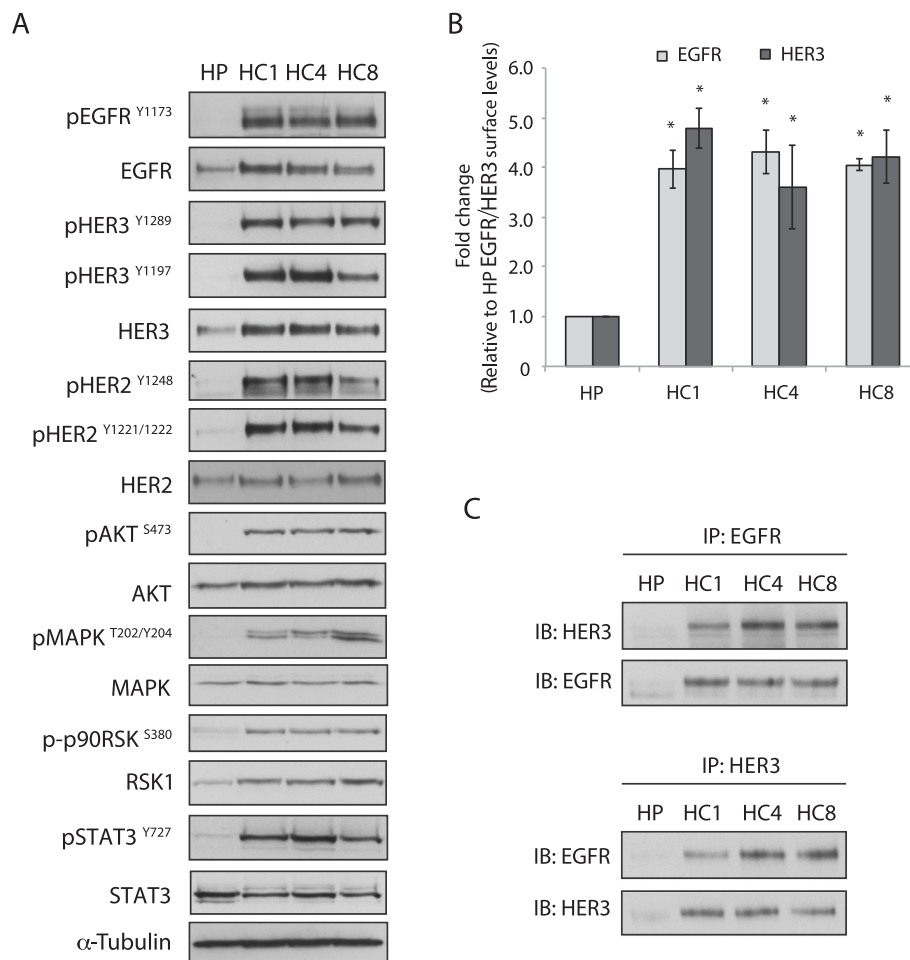 A
HP HC1 HC4 HC8
pEGFR Y1173
EGFR
pHER3 Y1289
pHER3 Y1197
HER3
pHER2 Y1248
pHER2 Y1221/1222
HER2
pAKT S473
AKT
pMAPK T202/Y204
MAPK
p-p90RSK S380
RSK1
pSTAT3 Y727
STAT3
α-Tubulin
B
EGFR HER3
Fold change
(Relative to HP EGFR/HER3 surface levels)
6.0
5.0
4.0
3.0
2.0
1.0
0
* * * * * *
HP HC1 HC4 HC8
C
IP: EGFR
HP HC1 HC4 HC8
IB: HER3
IB: EGFR
IP: HER3
HP HC1 HC4 HC8
IB: EGFR
IB: HER3